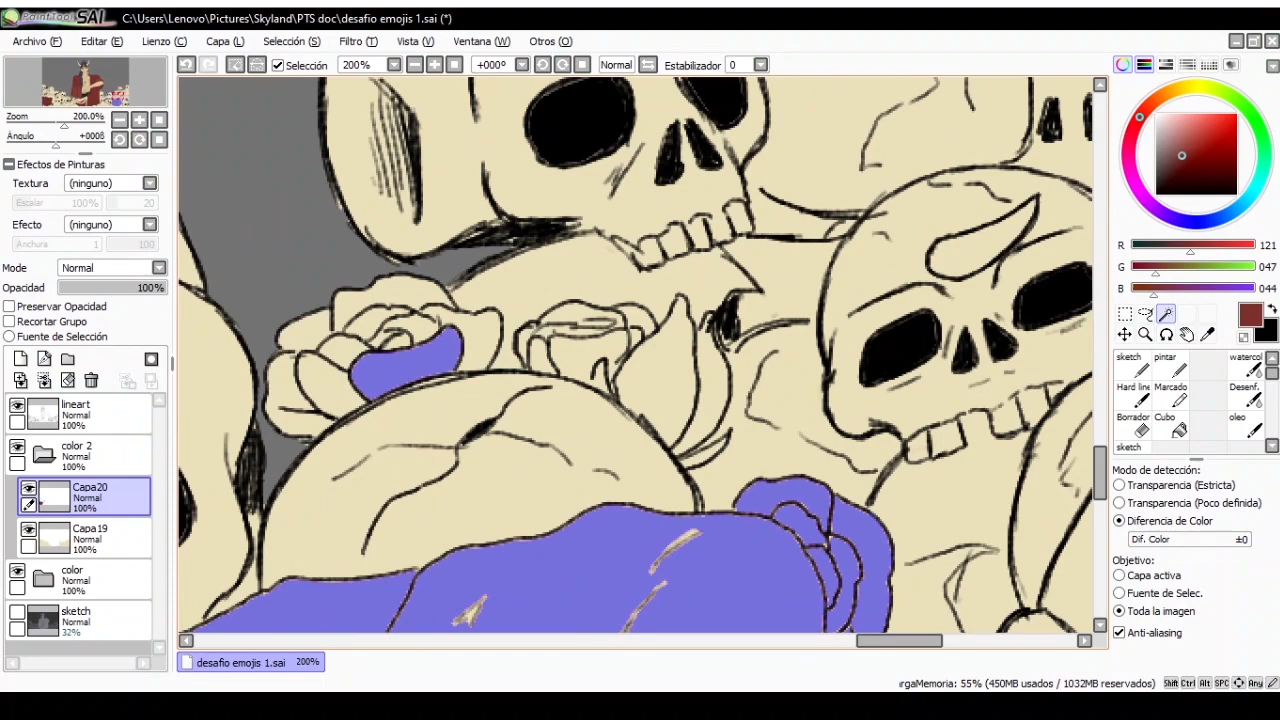 PaintTool SAI C:\Users\Lenovo\Pictures\Skyland\PTS doc\desafio emojis 1.sai (*)
Archivo (F) Editar (E) Lienzo (C) Capa (L) Selección (S) Filtro (T) Vista (V) Ventana (W) Otros (O)
Selección 200% +000º Normal Estabilizador 0
Zoom 200.0%
Ángulo
Efectos de Pinturas
Textura (ninguno)
Escalar 100% 20
Efecto (ninguno)
Anchura 1 100
Mode Normal
Opacidad 100%
Preservar Opacidad
Recortar Grupo
Fuente de Selección
lineart
Normal
100%
color 2
Normal
100%
Capa20
Normal
100%
Capa19
Normal
100%
color
Normal
100%
sketch
Normal
32%
R 121
G 047
B 044
sketch pintar watercol
Hard line Marcado Desenf.
Borrador Cubo oleo
sketch
Modo de detección:
Transparencia (Estricta)
Transparencia (Poco definida)
Diferencia de Color
Dif. Color ±0
Objetivo:
Capa activa
Fuente de Selec.
Toda la imagen
Anti-aliasing
desafio emojis 1.sai 200%
rgaMemoria: 55% (450MB usados / 1032MB reservados) Shift Ctrl Alt SPC Any